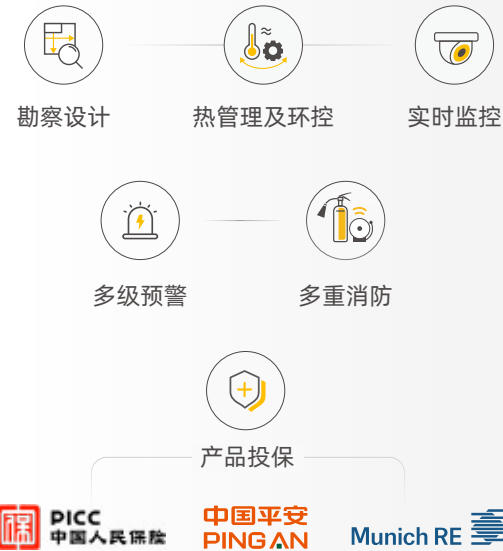 勘察设计
热管理及环控
实时监控
多级预警
多重消防
产品投保
保
PICC
中国人民保险
中国平安
PING AN
Munich RE